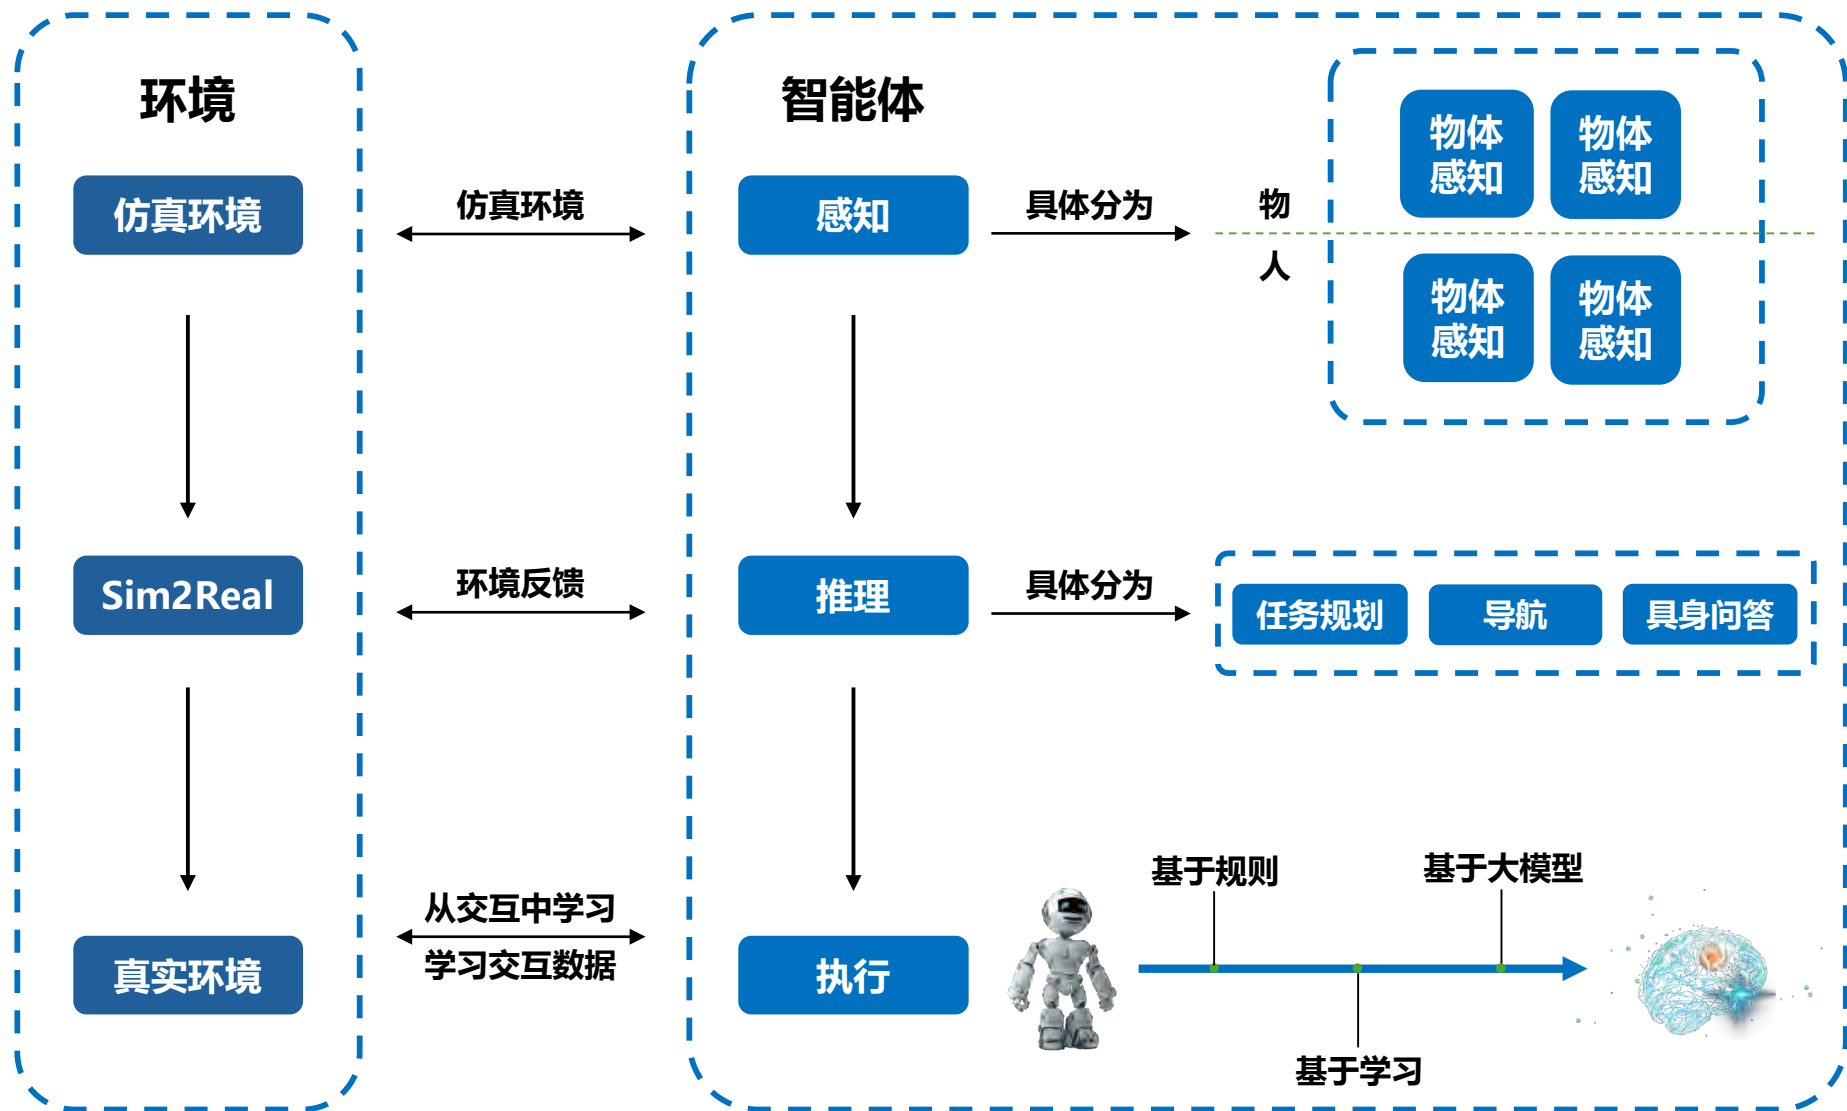 环境
智能体
仿真环境
仿真环境
感知
具体分为
物
人
物体
感知
物体
感知
物体
感知
物体
感知
Sim2Real
环境反馈
推理
具体分为
任务规划
导航
具身问答
真实环境
从交互中学习
学习交互数据
执行
基于规则
基于大模型
基于学习